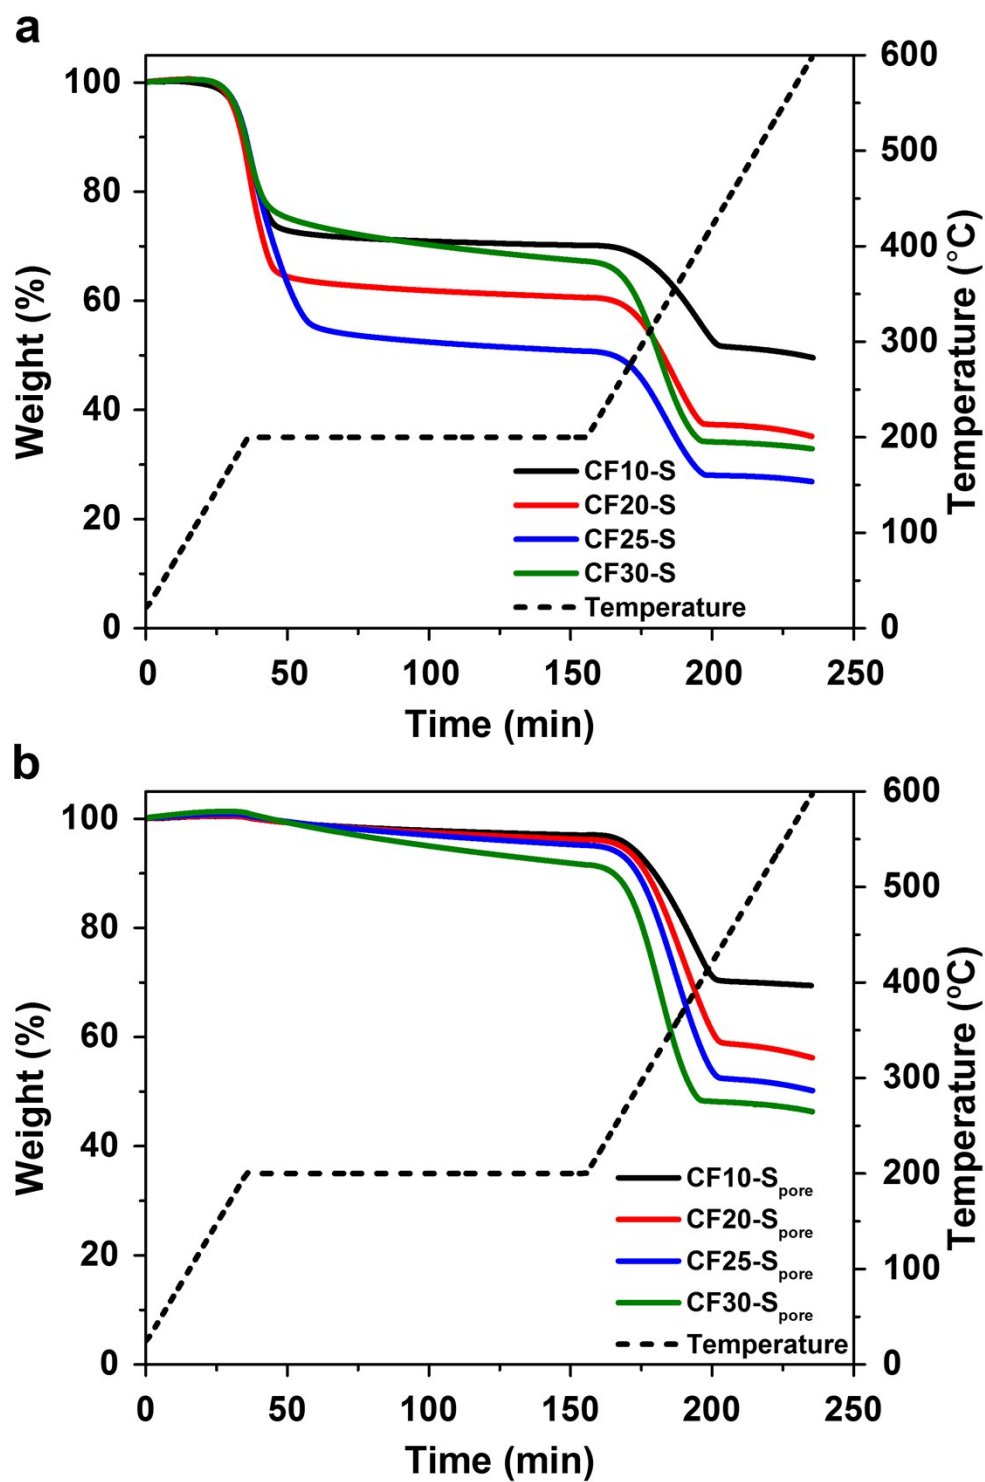 a
100
80
60
40
20
0
Weight (%)
600
500
400
300
200
100
0
Temperature (°C)
CF10-S
CF20-S
CF25-S
CF30-S
Temperature
0 50 100 150 200 250
Time (min)
b
100
80
60
40
20
0
Weight (%)
600
500
400
300
200
100
0
Temperature (ºC)
CF10-Spore
CF20-Spore
CF25-Spore
CF30-Spore
Temperature
0 50 100 150 200 250
Time (min)